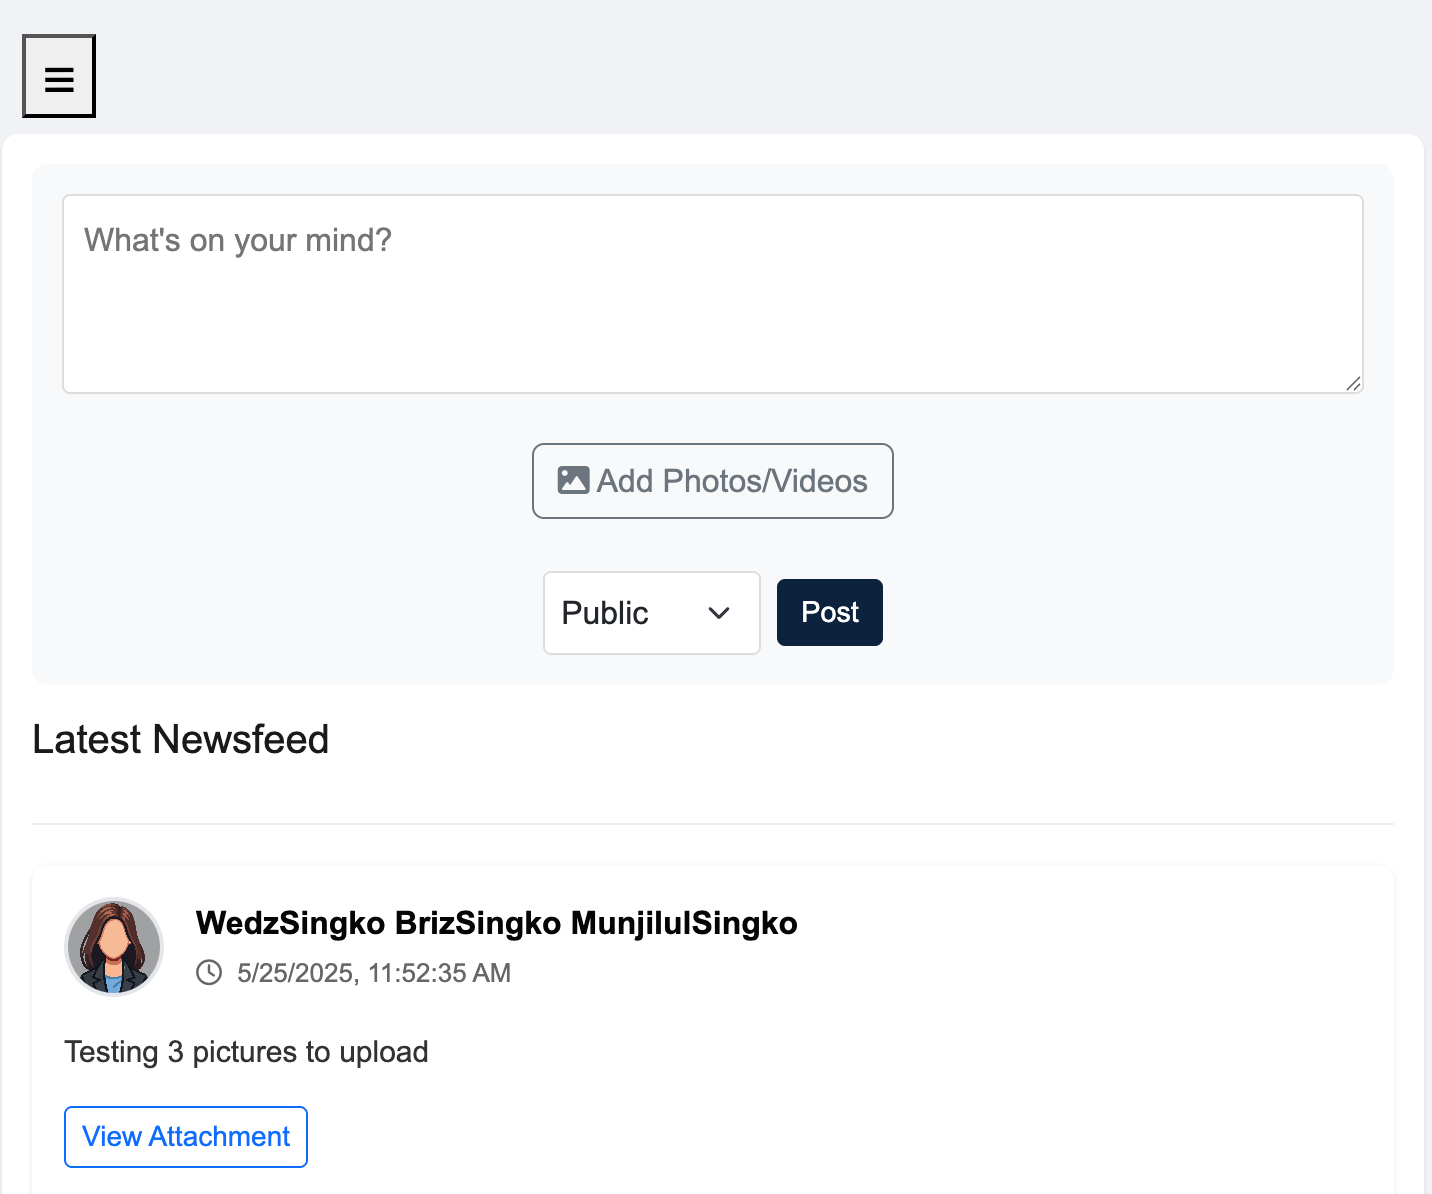 What's on your mind?
Add Photos/Videos
Public
Post
Latest Newsfeed
WedzSingko BrizSingko MunjilulSingko
5/25/2025, 11:52:35 AM
Testing 3 pictures to upload
View Attachment